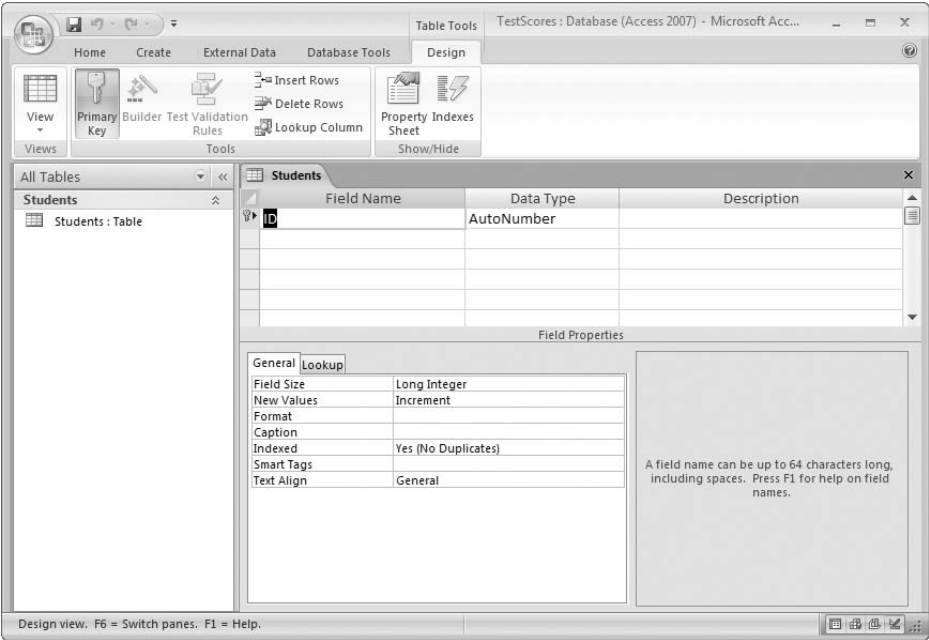 Table Tools TestScores : Database (Access 2007) - Microsoft Acc...
Home Create External Data Database Tools Design
View
Primary Key
Builder
Test Validation Rules
Insert Rows
Delete Rows
Lookup Column
Property Sheet
Indexes
Views Tools Show/Hide
All Tables
Students
Students : Table
Students
Field Name Data Type Description
ID AutoNumber
Field Properties
General Lookup
Field Size Long Integer
New Values Increment
Format
Caption
Indexed Yes (No Duplicates)
Smart Tags
Text Align General
A field name can be up to 64 characters long,
including spaces. Press F1 for help on field
names.
Design view. F6 = Switch panes. F1 = Help.